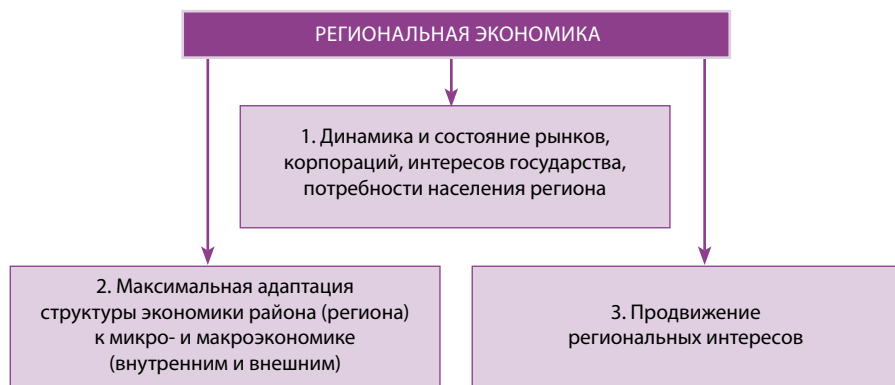 РЕГИОНАЛЬНАЯ ЭКОНОМИКА
1. Динамика и состояние рынков,
корпораций, интересов государства,
потребности населения региона
2. Максимальная адаптация
структуры экономики района (региона)
к микро- и макроэкономике
(внутренним и внешним)
3. Продвижение
региональных интересов